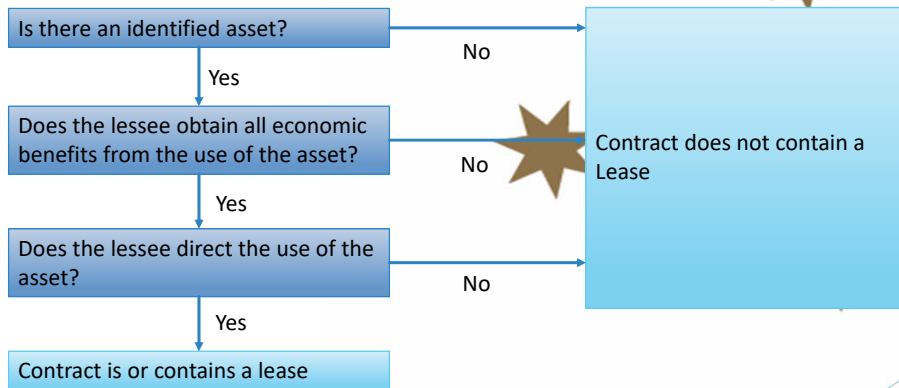 Is there an identified asset?
No
Yes
Does the lessee obtain all economic
benefits from the use of the asset?
No
Contract does not contain a
Lease
Yes
Does the lessee direct the use of the
asset?
No
Yes
Contract is or contains a lease